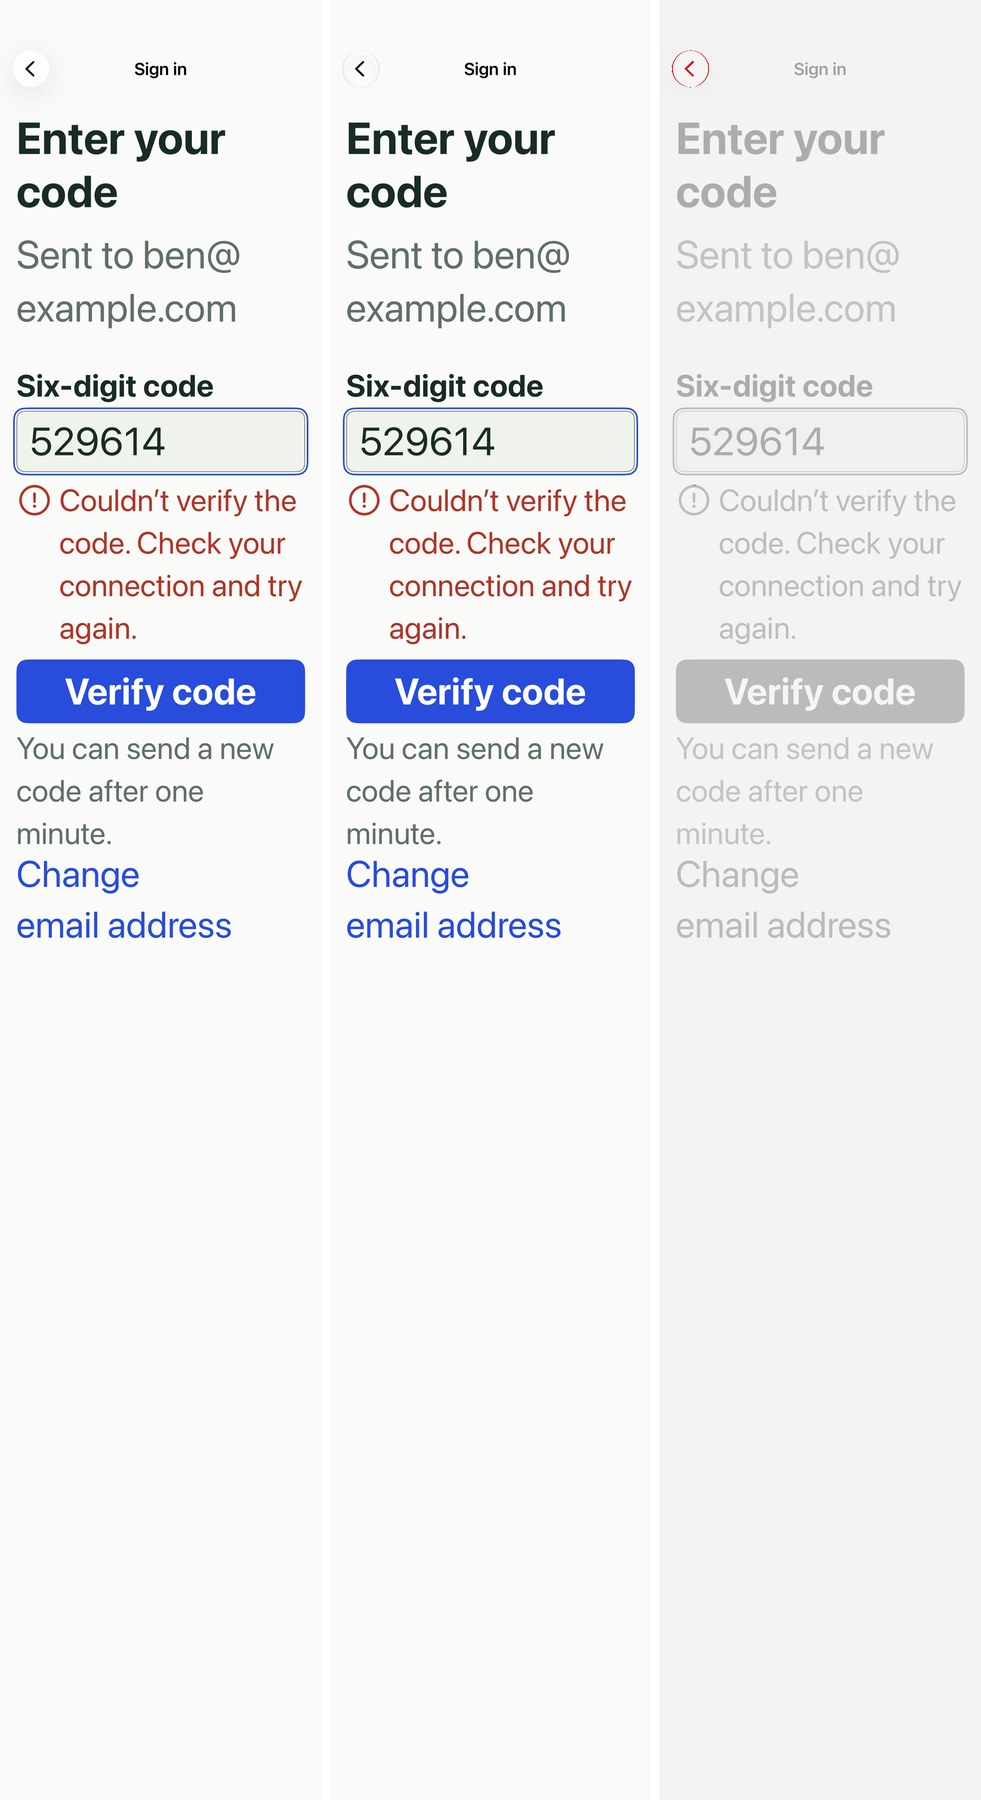 Sign in
Enter your
code
Sent to ben@
example.com
Six-digit code
529614
Couldn’t verify the
code. Check your
connection and try
again.
Verify code
You can send a new
code after one
minute.
Change
email address
Sign in
Enter your
code
Sent to ben@
example.com
Six-digit code
529614
Couldn’t verify the
code. Check your
connection and try
again.
Verify code
You can send a new
code after one
minute.
Change
email address
Sign in
Enter your
code
Sent to ben@
example.com
Six-digit code
529614
Couldn’t verify the
code. Check your
connection and try
again.
Verify code
You can send a new
code after one
minute.
Change
email address